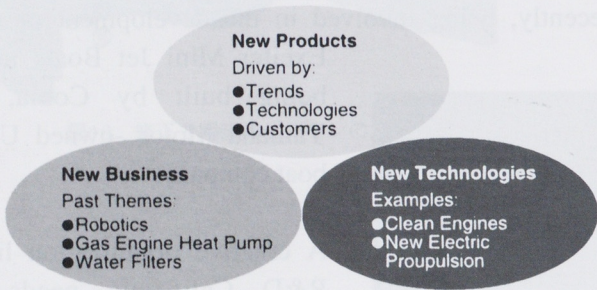 New Products
Driven by:
●Trends
●Technologies
●Customers
New Business
Past Themes:
●Robotics
●Gas Engine Heat Pump
●Water Filters
New Technologies
Examples:
●Clean Engines
●New Electric
Proupulsion